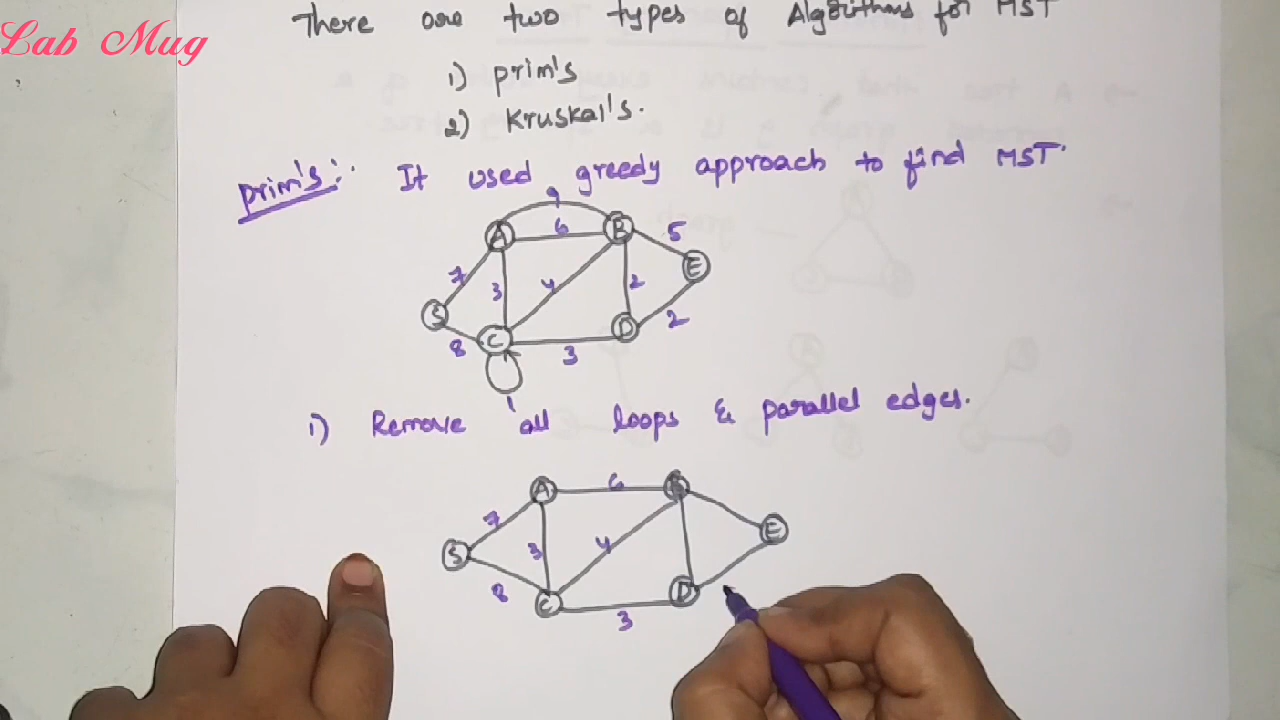 There are two types of Algorithms for MST
Lab Mug
1) prim's
2) Kruskal's.
prim's:- It used greedy approach to find MST.
9
A 6 B 5
7 3 4 2 E
S
8 C 3 D 2
1
1) Remove all loops & parallel edges.
A 6 B
7 3 4 E
S
8 C 3 D